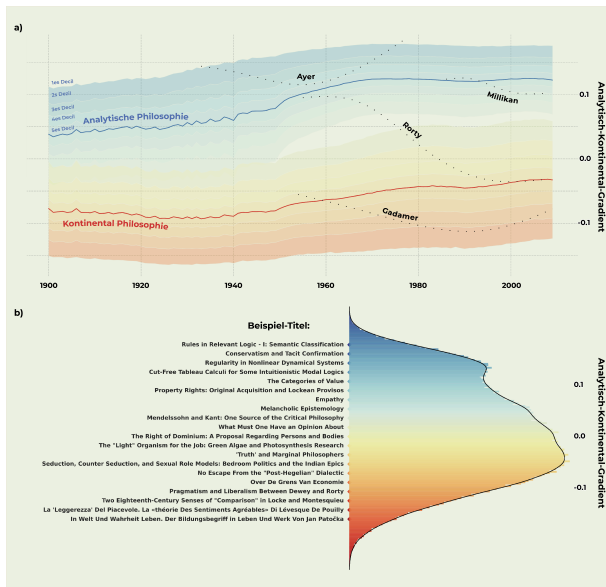 a)
1es Decil
2s Decil
3es Decil
4es Decil
5es Decil
Analytische Philosophie
Kontinental Philosophie
Ayer
Millikan
Rorty
Gadamer
0.1
0.0
-0.1
Analytisch-Kontinental-Gradient
1900
1920
1940
1960
1980
2000
b)
Beispiel-Titel:
Rules in Relevant Logic - I: Semantic Classification
Conservatism and Tacit Confirmation
Regularity in Nonlinear Dynamical Systems
Cut-Free Tableau Calculi for Some Intuitionistic Modal Logics
The Categories of Value
Property Rights: Original Acquisition and Lockean Provisos
Empathy
Melancholic Epistemology
Mendelssohn and Kant: One Source of the Critical Philosophy
What Must One Have an Opinion About
The Right of Dominium: A Proposal Regarding Persons and Bodies
The "Light" Organism for the Job: Green Algae and Photosynthesis Research
'Truth' and Marginal Philosophers
Seduction, Counter Seduction, and Sexual Role Models: Bedroom Politics and the Indian Epics
No Escape From the "Post-Hegelian" Dialectic
Over De Grens Van Economie
Pragmatism and Liberalism Between Dewey and Rorty
Two Eighteenth-Century Senses of "Comparison" in Locke and Montesquieu
La 'Leggerezza' Del Piacevole. La «théorie Des Sentiments Agréables» Di Lévesque De Pouilly
In Welt Und Wahrheit Leben. Der Bildungsbegriff in Leben Und Werk Von Jan Patočka
0.1
0.0
-0.1
Analytisch-Kontinental-Gradient